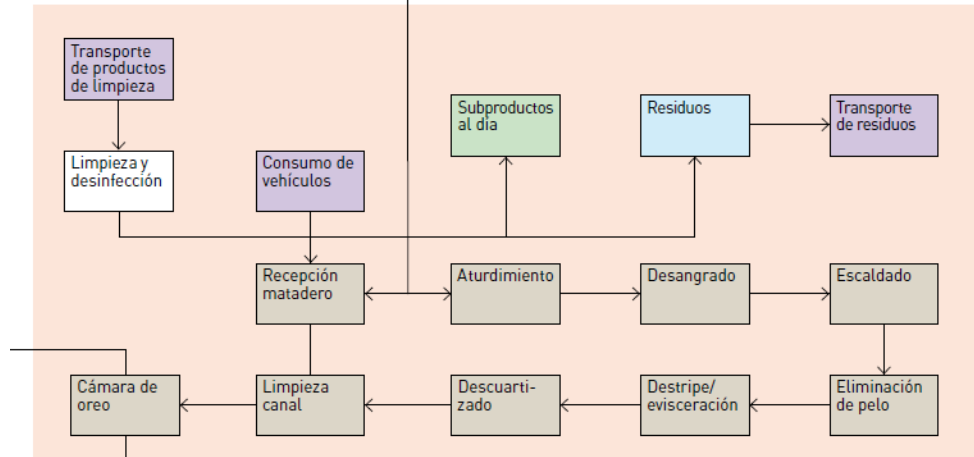 Transporte
de productos
de limpieza
Subproductos
al día
Residuos
Transporte
de residuos
Limpieza y
desinfección
Consumo de
vehículos
Recepción
matadero
Aturdimiento
Desangrado
Escaldado
Cámara de
oreo
Limpieza
canal
Descuarti-
zado
Destripe/
evisceración
Eliminación
de pelo